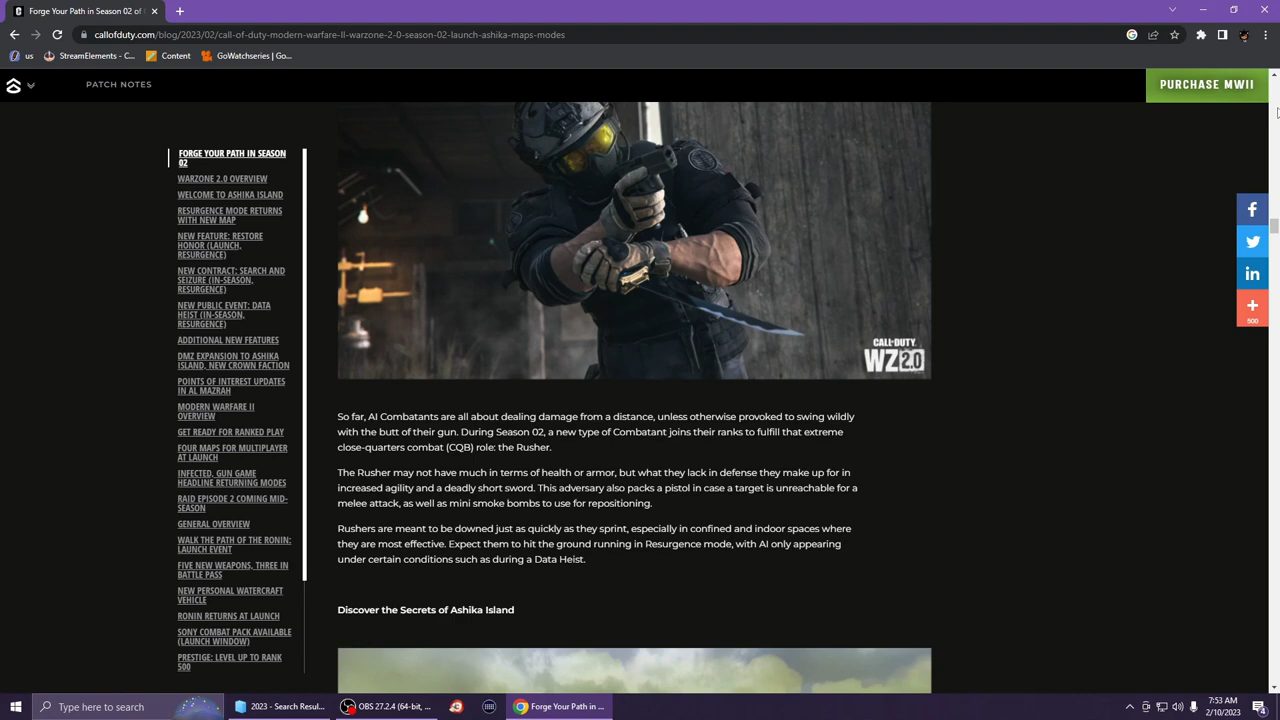 Forge Your Path in Season
callofduty.com/blog/2023/02/call-of-duty-modern-warfare-II-warzone-2-0-season-02-launch-ashika-maps-modes
us
StreamElements - C...
Content
GoWatchseries | Go...
PATCH NOTES
PURCHASE MWII
FORGE YOUR PATH IN SEASON
02
WARZONE 2.0 OVERVIEW
WELCOME TO ASHIKA ISLAND
RESURGENCE MODE RETURNS
WITH NEW MAP
NEW FEATURE: RESTORE
HONOR (LAUNCH,
RESURGENCE)
NEW CONTRACT: SEARCH AND
SEIZURE (IN-SEASON,
RESURGENCE)
NEW PUBLIC EVENT: DATA
HEIST (IN-SEASON,
RESURGENCE)
ADDITIONAL NEW FEATURES
DMZ EXPANSION TO ASHIKA
ISLAND, NEW CROWN FACTION
POINTS OF INTEREST UPDATES
IN AL MAZRAH
MODERN WARFARE II
OVERVIEW
GET READY FOR RANKED PLAY
FOUR MAPS FOR MULTIPLAYER
AT LAUNCH
INFECTED, GUN GAME
HEADLINE RETURNING MODES
RAID EPISODE 2 COMING MID-
SEASON
GENERAL OVERVIEW
WALK THE PATH OF THE RONIN:
LAUNCH EVENT
FIVE NEW WEAPONS, THREE IN
BATTLE PASS
NEW PERSONAL WATERCRAFT
VEHICLE
RONIN RETURNS AT LAUNCH
SONY COMBAT PACK AVAILABLE
(LAUNCH WINDOW)
PRESTIGE: LEVEL UP TO RANK
500
CALL OF DUTY
WZ 2.0
So far, AI Combatants are all about dealing damage from a distance, unless otherwise provoked to swing wildly
with the butt of their gun. During Season 02, a new type of Combatant joins their ranks to fulfill that extreme
close-quarters combat (CQB) role: the Rusher.
The Rusher may not have much in terms of health or armor, but what they lack in defense they make up for in
increased agility and a deadly short sword. This adversary also packs a pistol in case a target is unreachable for a
melee attack, as well as mini smoke bombs to use for repositioning.
Rushers are meant to be downed just as quickly as they sprint, especially in confined and indoor spaces where
they are most effective. Expect them to hit the ground running in Resurgence mode, with AI only appearing
under certain conditions such as during a Data Heist.
Discover the Secrets of Ashika Island
500
Type here to search
2023 - Search Resul...
OBS 27.2.4 (64-bit, ...
Forge Your Path in ...
7:53 AM
2/10/2023
4